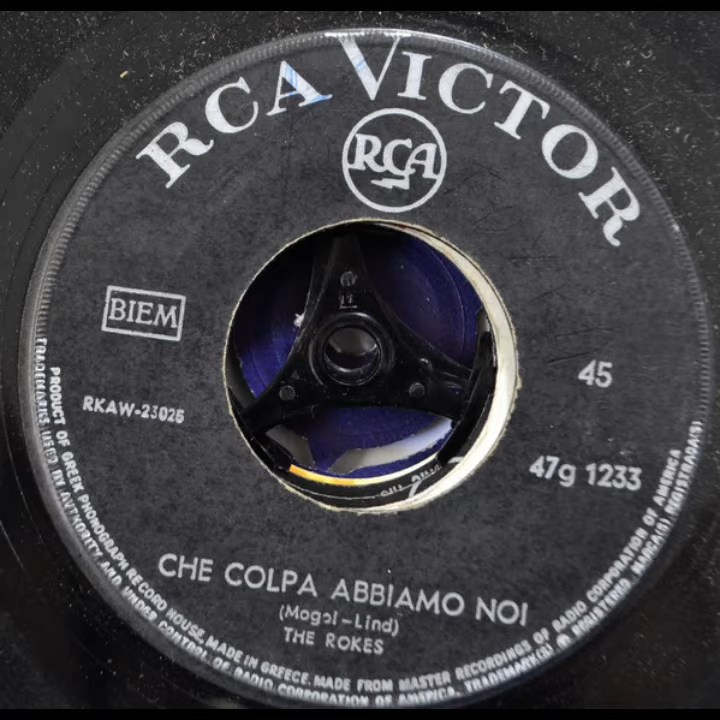 RCA VICTOR
RCA
BIEM
45
RKAW-23026
47g 1233
CHE COLPA ABBIAMO NOI
(Mogol-Lind)
THE ROKES
PRODUCT OF GREEK PHONOGRAPH RECORD HOUSE. MADE IN GREECE. MADE FROM MASTER RECORDINGS OF RADIO CORPORATION OF AMERICA
TRADEMARKS USED BY AUTHORITY AND UNDER CONTROL OF RADIO CORPORATION OF AMERICA. TRADEMARK(S) ® REGISTERED. MARCA(S) REGISTRADA(S)